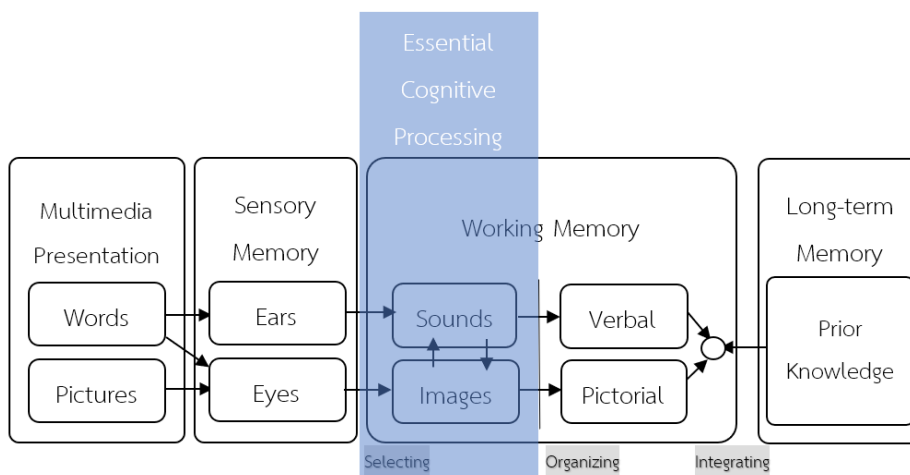 Essential
Cognitive
Processing
Multimedia
Presentation
Words
Pictures
Sensory
Memory
Ears
Eyes
Working Memory
Sounds
Images
Verbal
Pictorial
Long-term
Memory
Prior
Knowledge
Selecting
Organizing
Integrating